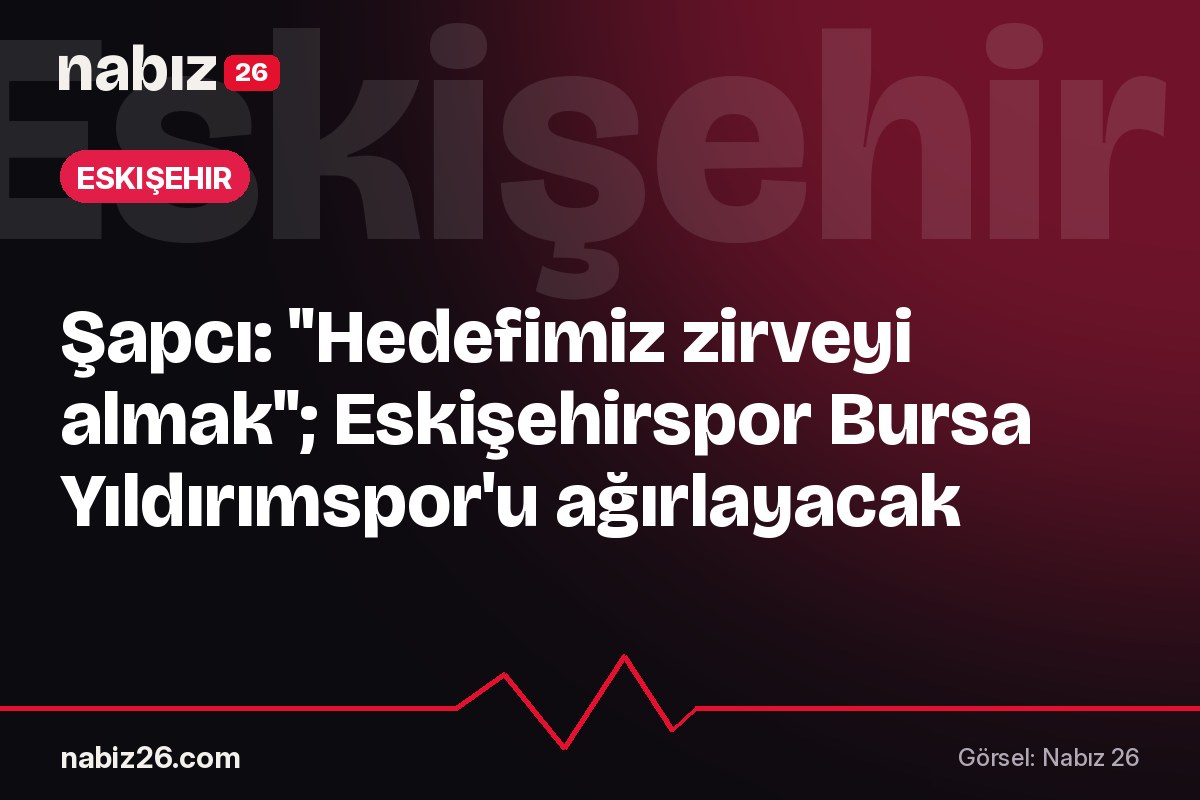 Eskişehir
nabız 26
ESKIŞEHIR
Şapcı: "Hedefimiz zirveyi
almak"; Eskişehirspor Bursa
Yıldırımspor'u ağırlayacak
nabiz26.com
Görsel: Nabız 26